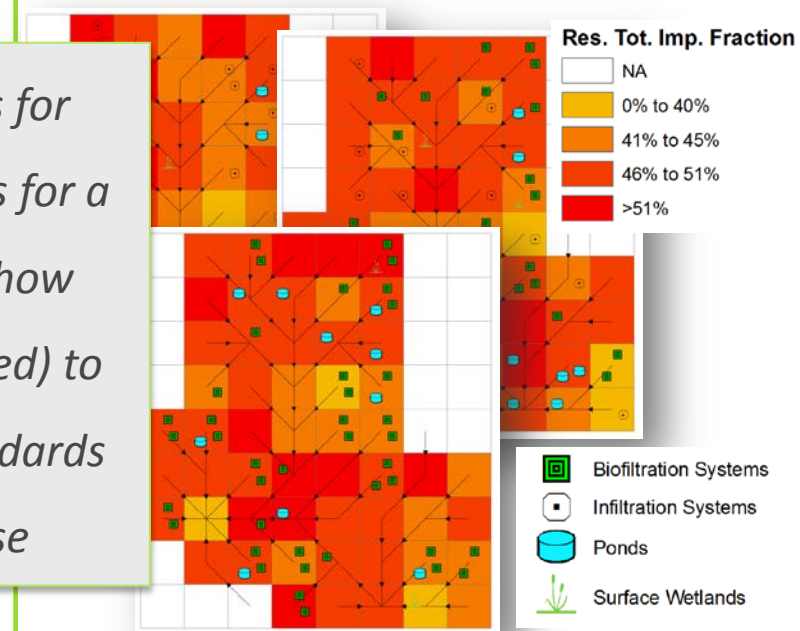 s for
s for a
how
ed) to
dards
se
Res. Tot. Imp. Fraction
NA
0% to 40%
41% to 45%
46% to 51%
>51%
Biofiltration Systems
Infiltration Systems
Ponds
Surface Wetlands